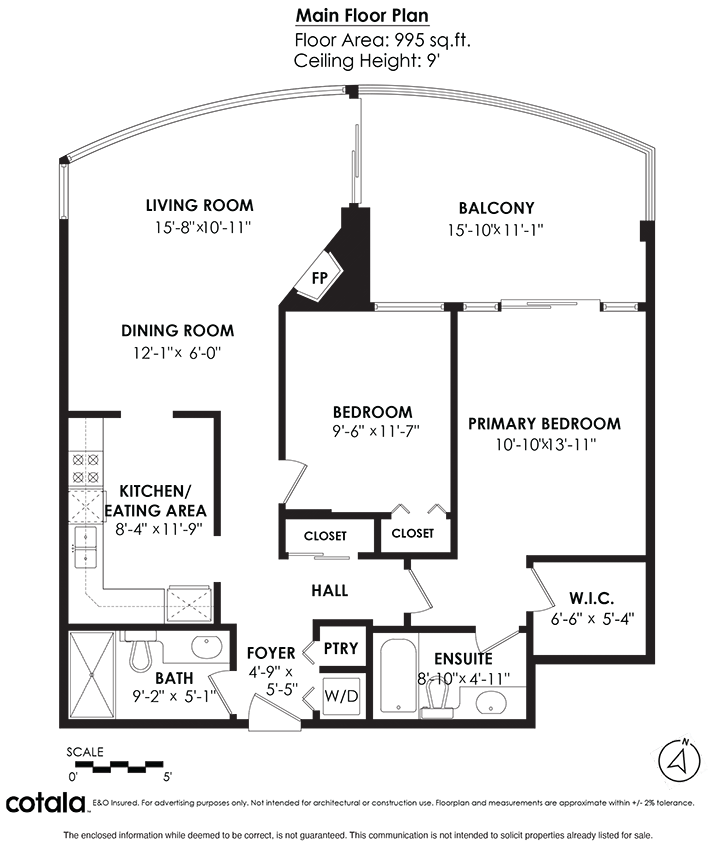 Main Floor Plan
Floor Area: 995 sq.ft.
Ceiling Height: 9'
LIVING ROOM
15'-8"x10'-11"
BALCONY
15'-10"x 11'-1"
FP
DINING ROOM
12'-1"x 6'-0"
BEDROOM
9'-6" x11'-7"
PRIMARY BEDROOM
10'-10"x13'-11"
KITCHEN/
EATING AREA
8'-4" x11'-9"
CLOSET
CLOSET
HALL
W.I.C.
6'-6" x 5'-4"
FOYER
4'-9" x
5'-5"
PTRY
ENSUITE
8'-10"x 4'-11"
BATH
9'-2" x 5'-1"
W/D
SCALE
0' 5'
N
cotala™ E&O Insured. For advertising purposes only. Not intended for architectural or construction use. Floorplan and measurements are approximate within +/- 2% tolerance.
The enclosed information while deemed to be correct, is not guaranteed. This communication is not intended to solicit properties already listed for sale.